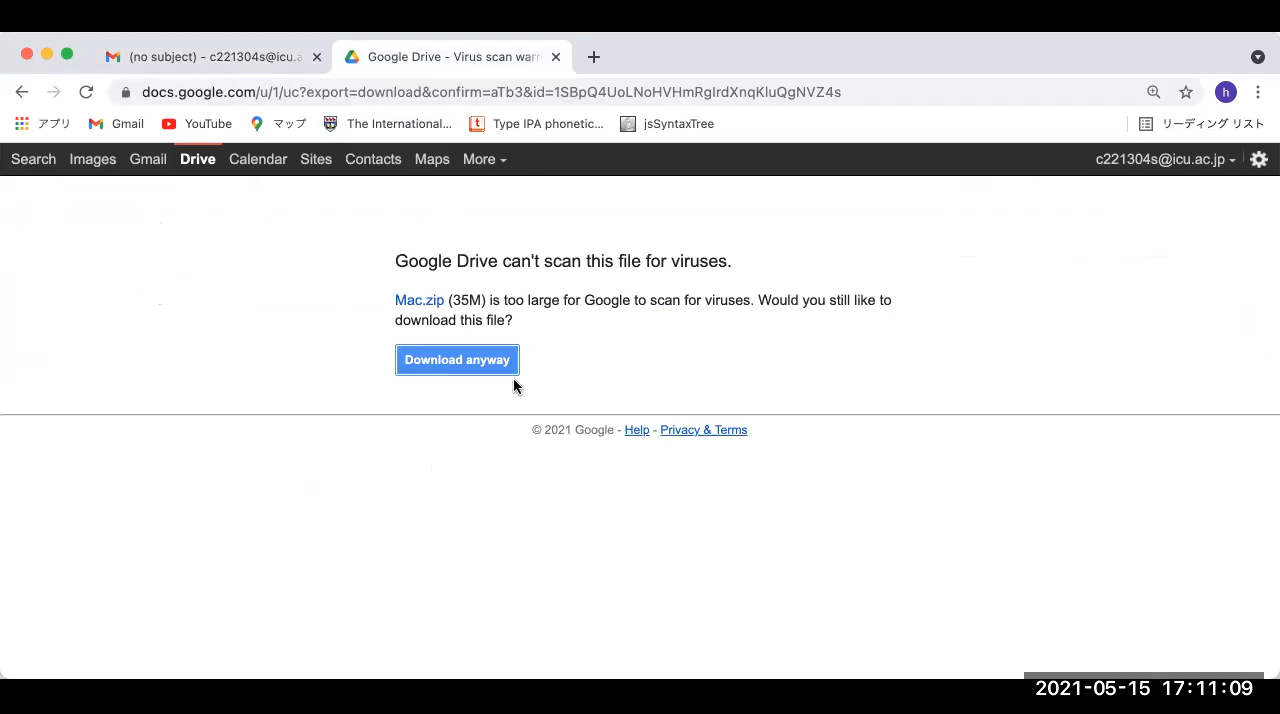 (no subject) - c221304s@icu.a
Google Drive - Virus scan warn
docs.google.com/u/1/uc?export=download&confirm=aTb3&id=1SBpQ4UoLNoHVHmRgIrdXnqKluQgNVZ4s
h
アプリ Gmail YouTube マップ The International... Type IPA phonetic... jsSyntaxTree リーディング リスト
Search Images Gmail Drive Calendar Sites Contacts Maps More c221304s@icu.ac.jp
Google Drive can't scan this file for viruses.
Mac.zip (35M) is too large for Google to scan for viruses. Would you still like to
download this file?
Download anyway
© 2021 Google - Help - Privacy & Terms
2021-05-15 17:11:09